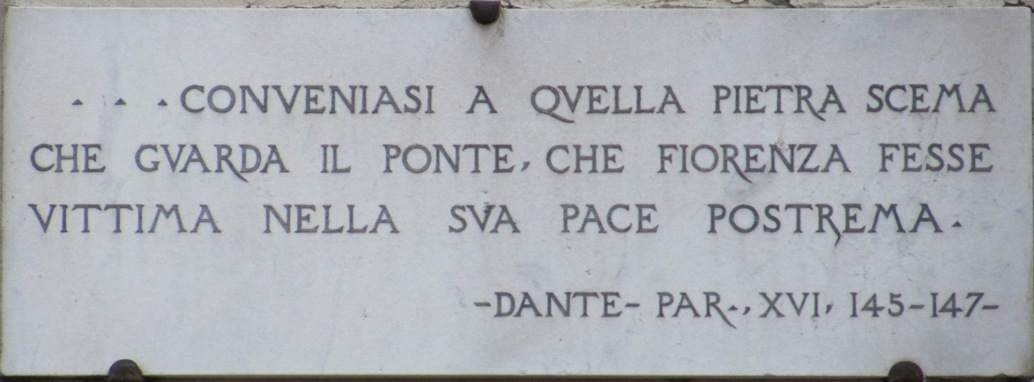 ... CONVENIASI A QVELLA PIETRA SCEMA
CHE GVARDA IL PONTE, CHE FIORENZA FESSE
VITTIMA NELLA SVA PACE POSTREMA.
-DANTE- PAR., XVI, 145-147-